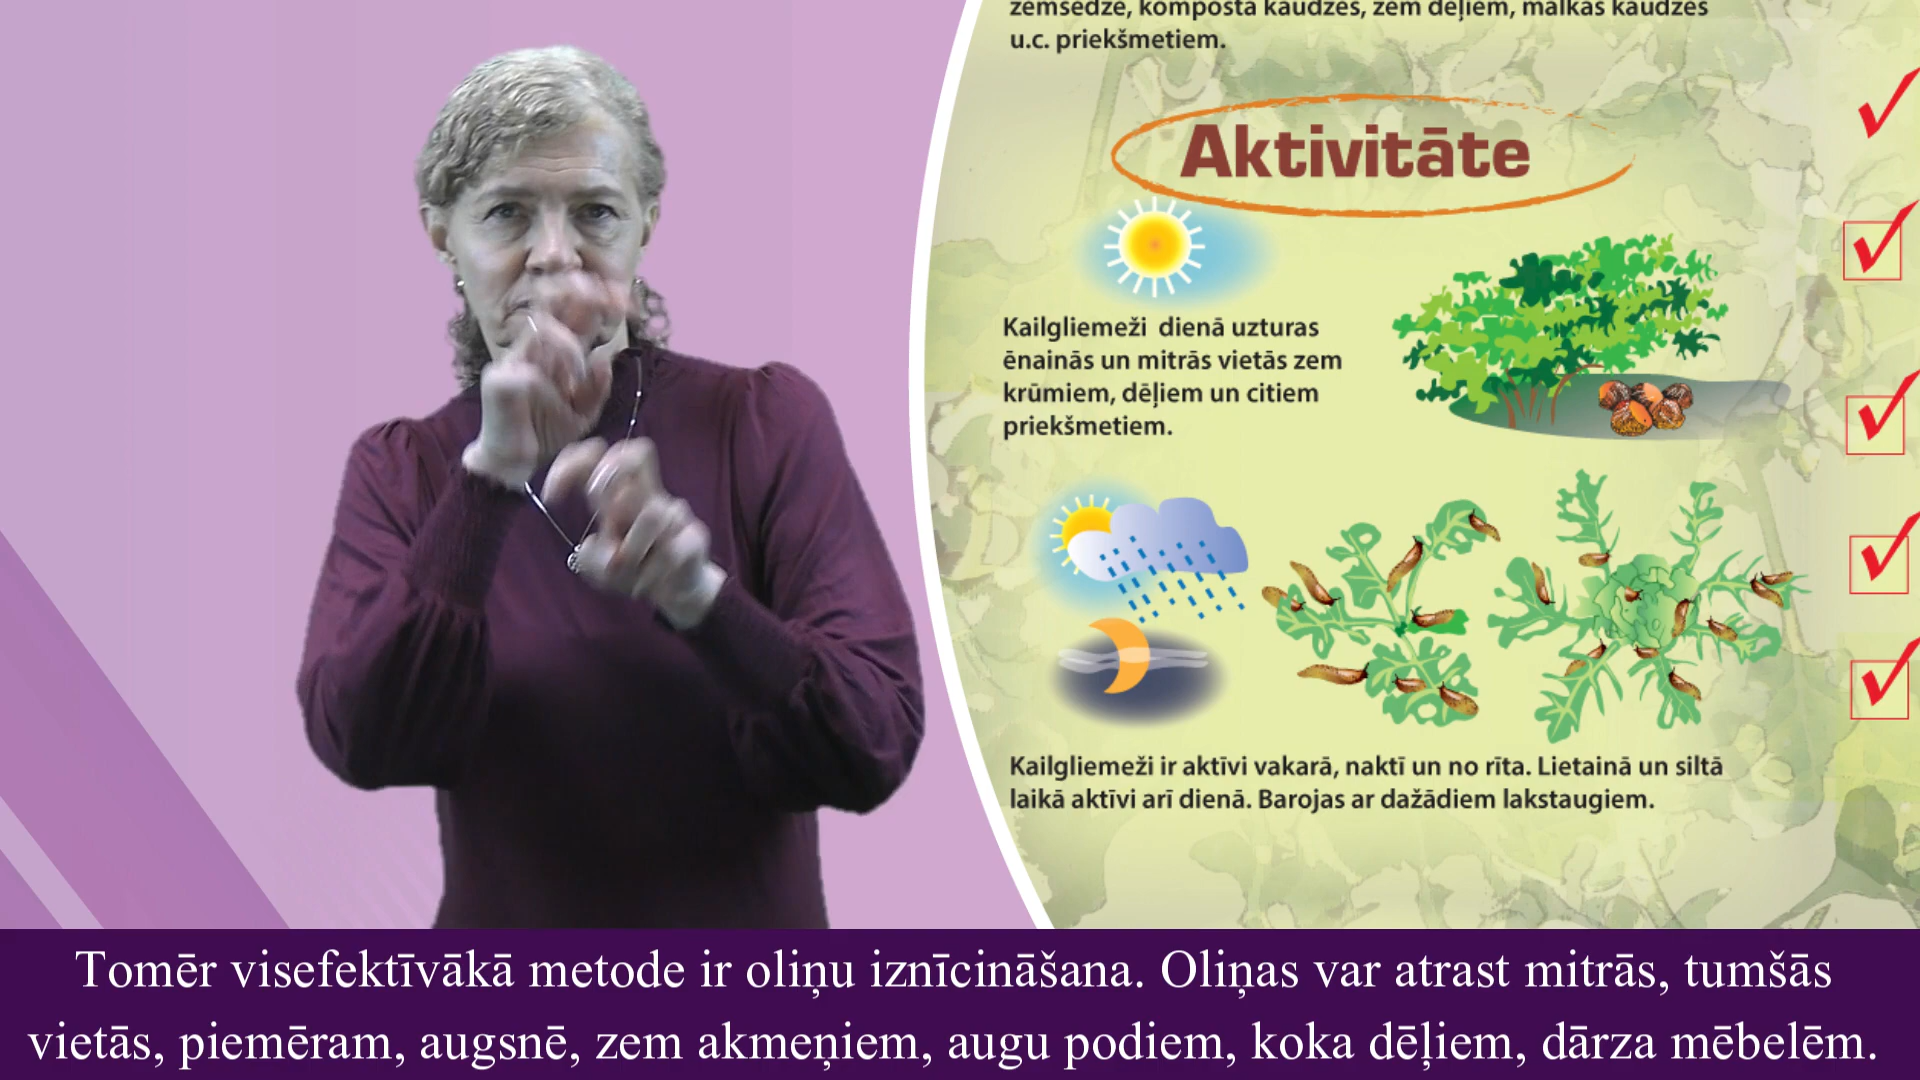 zemsedzē, komposta kaudzēs, zem dēļiem, malkas kaudzēs
u.c. priekšmetiem.
Aktivitāte
Kailgliemeži dienā uzturas
ēnainās un mitrās vietās zem
krūmiem, dēļiem un citiem
priekšmetiem.
Kailgliemeži ir aktīvi vakarā, naktī un no rīta. Lietainā un siltā
laikā aktīvi arī dienā. Barojas ar dažādiem lakstaugiem.
Tomēr visefektīvākā metode ir oliņu iznīcināšana. Oliņas var atrast mitrās, tumšās
vietās, piemēram, augsnē, zem akmeņiem, augu podiem, koka dēļiem, dārza mēbelēm.